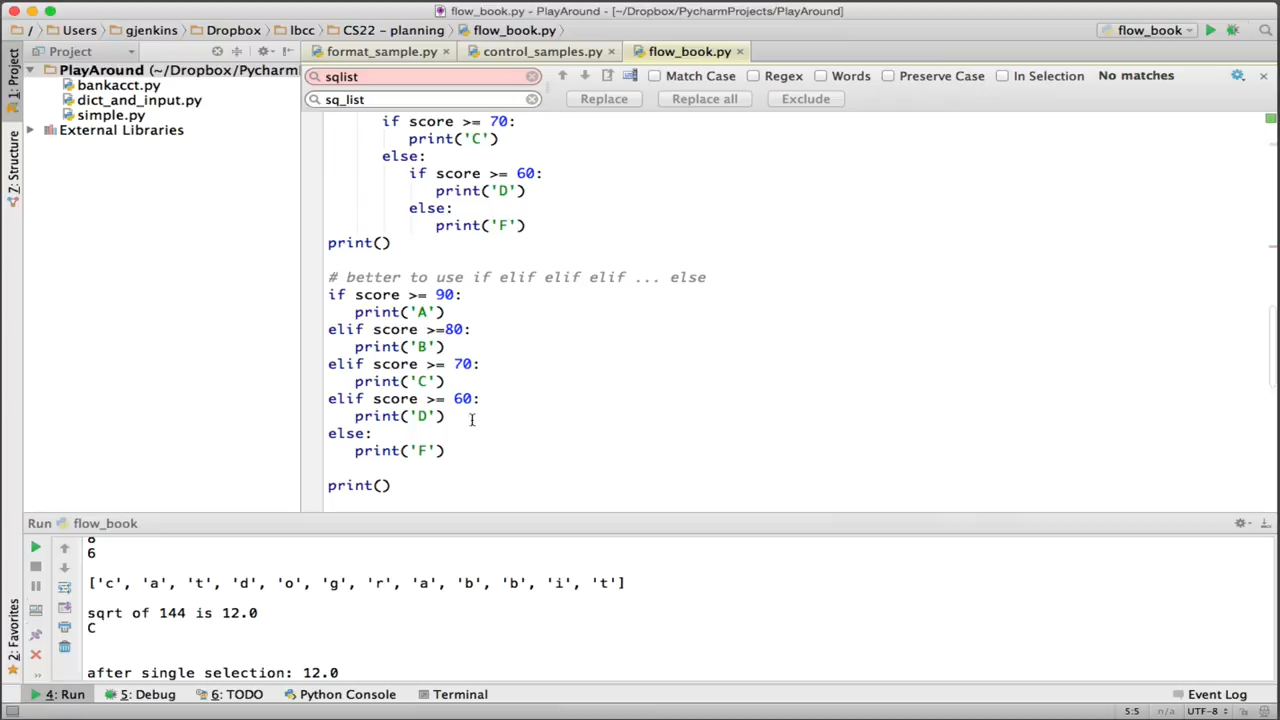 flow_book.py - PlayAround - [~/Dropbox/PycharmProjects/PlayAround]
/ Users gjenkins Dropbox lbcc CS22 - planning flow_book.py flow_book
1: Project
Z: Structure
2: Favorites
Project
PlayAround (~/Dropbox/Pycharm
bankacct.py
dict_and_input.py
simple.py
External Libraries
format_sample.py control_samples.py flow_book.py
sqlist Match Case Regex Words Preserve Case In Selection No matches
sq_list Replace Replace all Exclude
if score >= 70:
print('C')
else:
if score >= 60:
print('D')
else:
print('F')
print()
# better to use if elif elif elif ... else
if score >= 90:
print('A')
elif score >=80:
print('B')
elif score >= 70:
print('C')
elif score >= 60:
print('D')
else:
print('F')
print()
Run flow_book
8
6
['c', 'a', 't', 'd', 'o', 'g', 'r', 'a', 'b', 'b', 'i', 't']
sqrt of 144 is 12.0
C
after single selection: 12.0
4: Run 5: Debug 6: TODO Python Console Terminal Event Log
5:5 n/a UTF-8